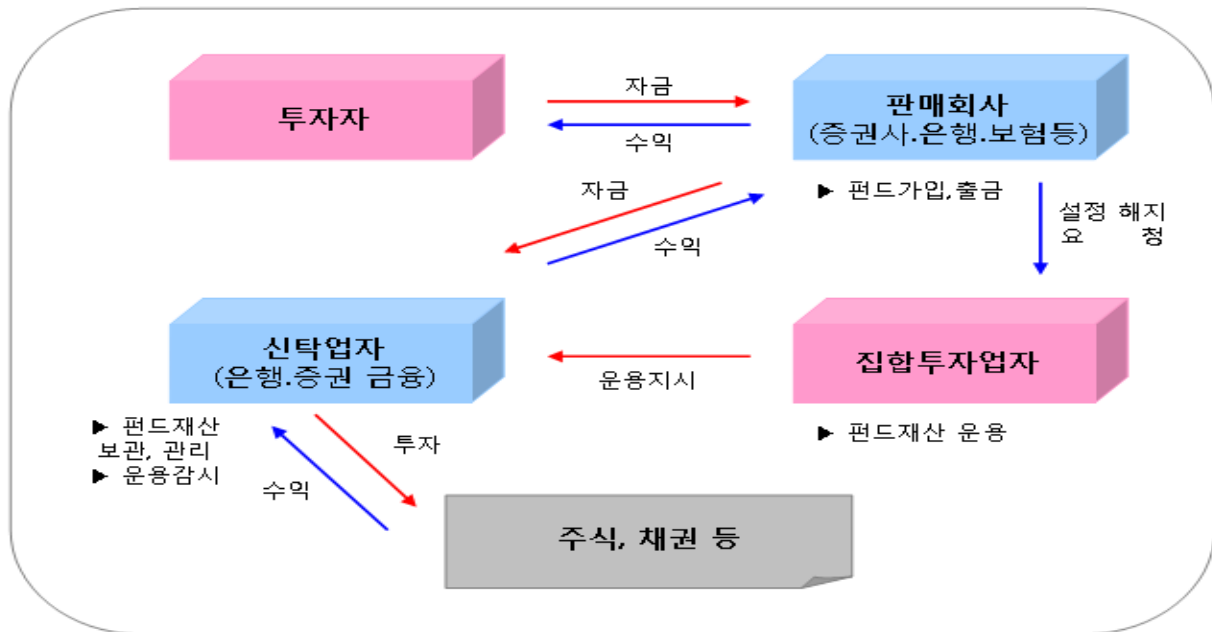 투자자
자금
수익
판매회사
(증권사.은행.보험등)
▶ 펀드가입,출금
자금
수익
설정 해지
요 청
신탁업자
(은행.증권 금융)
▶ 펀드재산
보관, 관리
▶ 운용감시
운용지시
집합투자업자
▶ 펀드재산 운용
투자
수익
주식, 채권 등